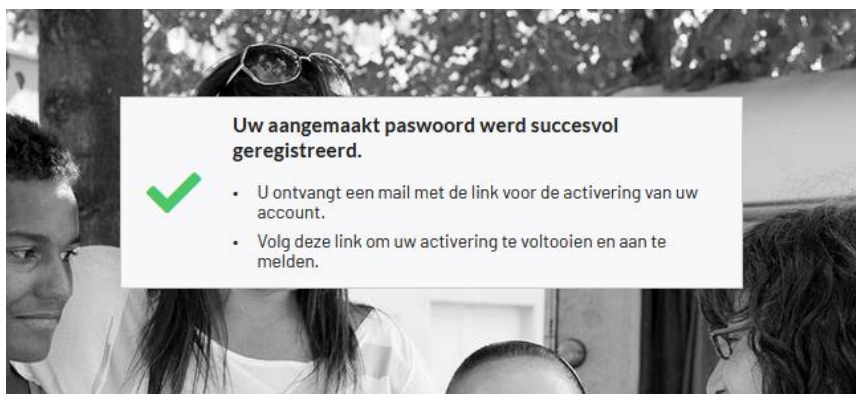 Uw aangemaakt paswoord werd succesvol
geregistreerd.
• U ontvangt een mail met de link voor de activering van uw
account.
• Volg deze link om uw activering te voltooien en aan te
melden.